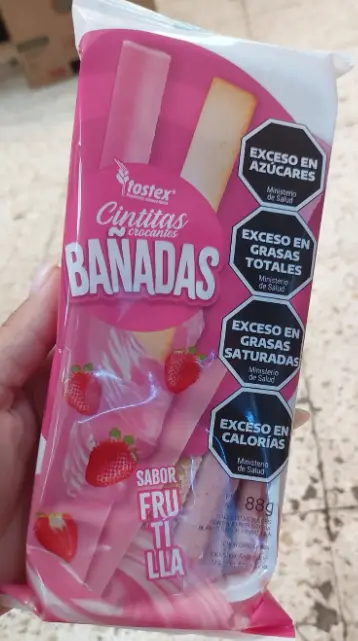 tostex®
Cintitas
crocantes
BAÑADAS
EXCESO EN
AZÚCARES
Ministerio
de Salud
EXCESO EN
GRASAS
TOTALES
Ministerio
de Salud
EXCESO EN
GRASAS
SATURADAS
Ministerio
de Salud
EXCESO EN
CALORÍAS
Ministerio
de Salud
SABOR
FRU
TI
LLA
88g